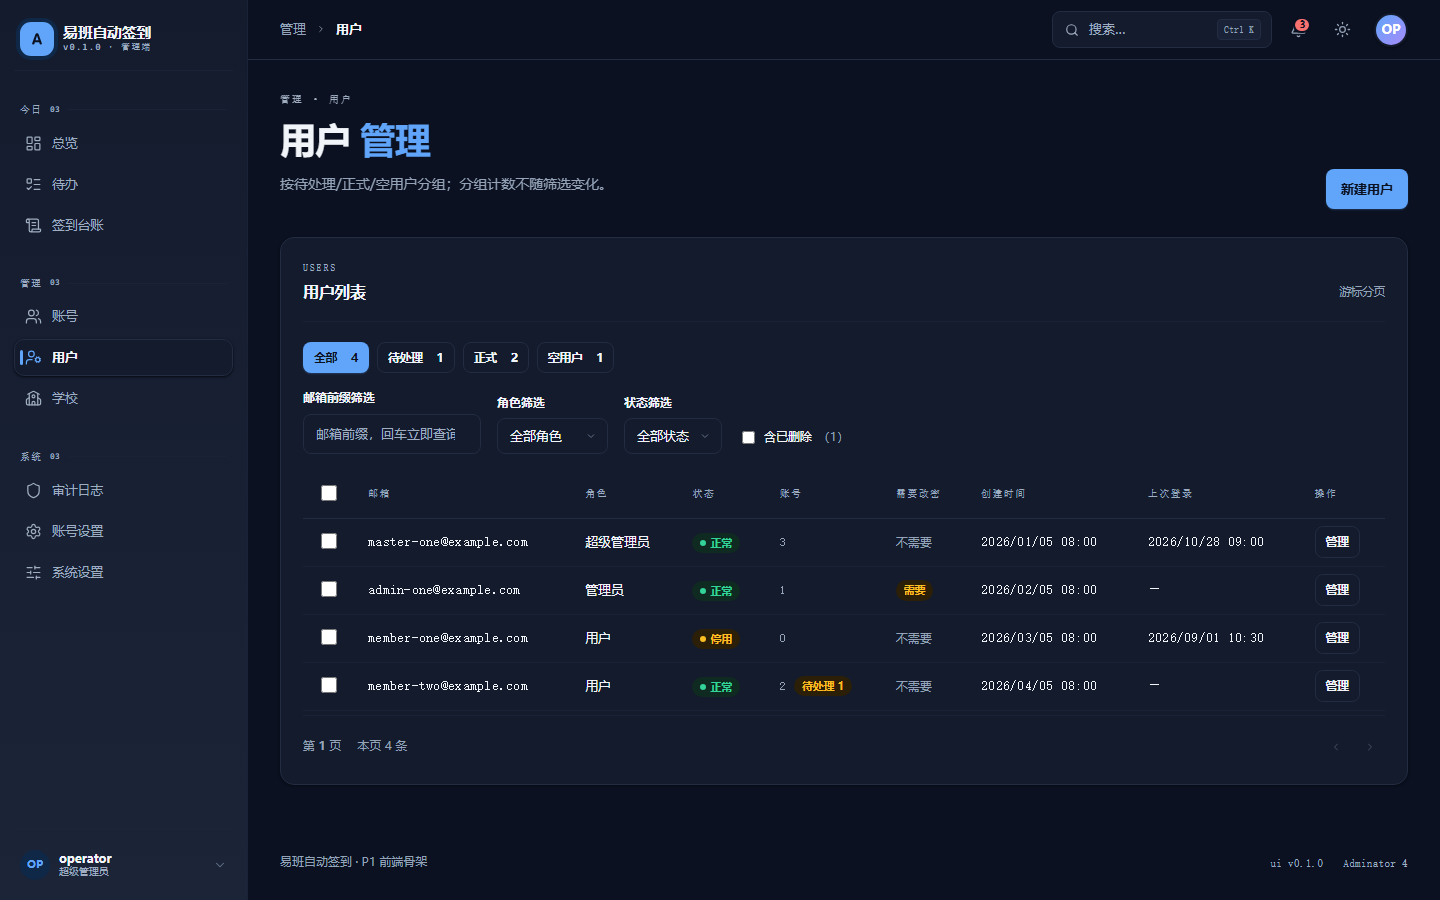 A
易班自动签到
v0.1.0 · 管理端
今日 03
总览
待办
签到台账
管理 03
账号
用户
学校
系统 03
审计日志
账号设置
系统设置
OP
operator
超级管理员
管理 › 用户
搜索...
Ctrl K
3
OP
管理 · 用户
用户 管理
按待处理/正式/空用户分组；分组计数不随筛选变化。
新建用户
USERS
用户列表
游标分页
全部 4
待处理 1
正式 2
空用户 1
邮箱前缀筛选
角色筛选
状态筛选
邮箱前缀，回车立即查询
全部角色
全部状态
含已删除 (1)
邮箱 角色 状态 账号 需要改密 创建时间 上次登录 操作
master-one@example.com 超级管理员 正常 3 不需要 2026/01/05 08:00 2026/10/28 09:00 管理
admin-one@example.com 管理员 正常 1 需要 2026/02/05 08:00 — 管理
member-one@example.com 用户 停用 0 不需要 2026/03/05 08:00 2026/09/01 10:30 管理
member-two@example.com 用户 正常 2 待处理 1 不需要 2026/04/05 08:00 — 管理
第 1 页 本页 4 条
易班自动签到 · P1 前端骨架
ui v0.1.0 Adminator 4